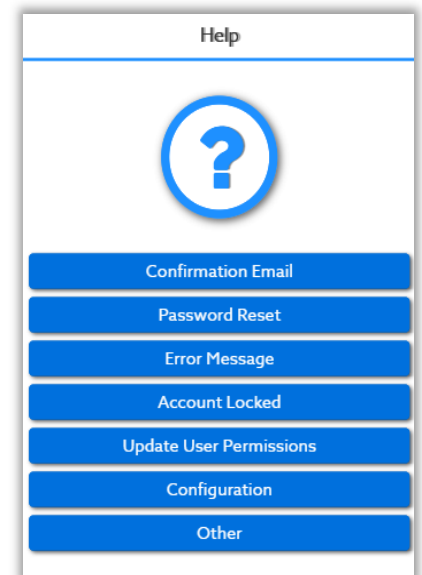 Help
?
Confirmation Email
Password Reset
Error Message
Account Locked
Update User Permissions
Configuration
Other